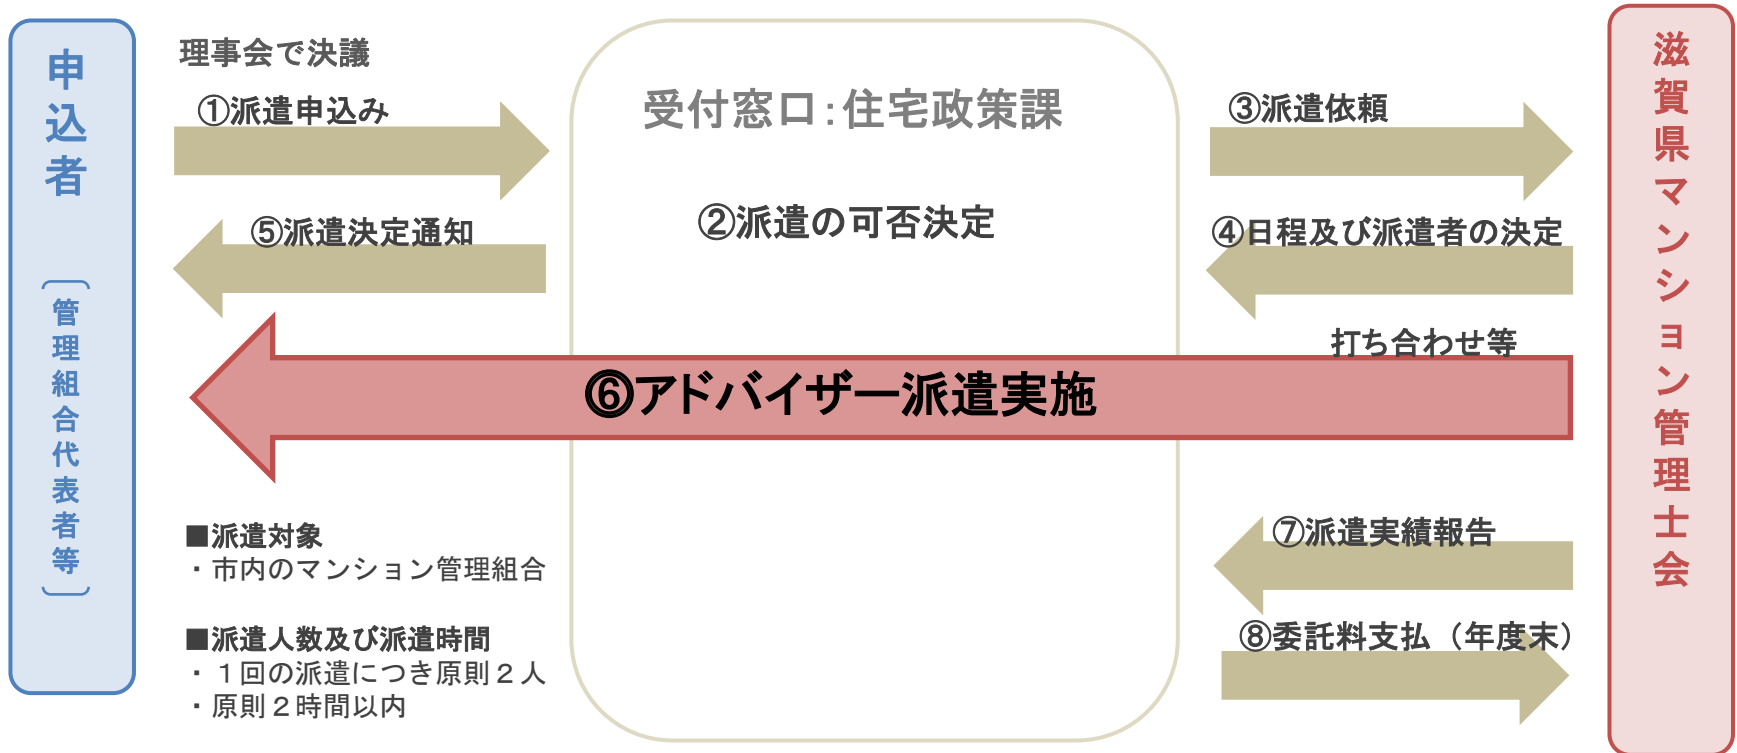 申込者
（管理組合代表者等）
理事会で決議
①派遣申込み
⑤派遣決定通知
受付窓口：住宅政策課
②派遣の可否決定
③派遣依頼
④日程及び派遣者の決定
打ち合わせ等
⑥アドバイザー派遣実施
■派遣対象
・市内のマンション管理組合
■派遣人数及び派遣時間
・１回の派遣につき原則２人
・原則２時間以内
⑦派遣実績報告
⑧委託料支払（年度末）
滋賀県マンション管理士会